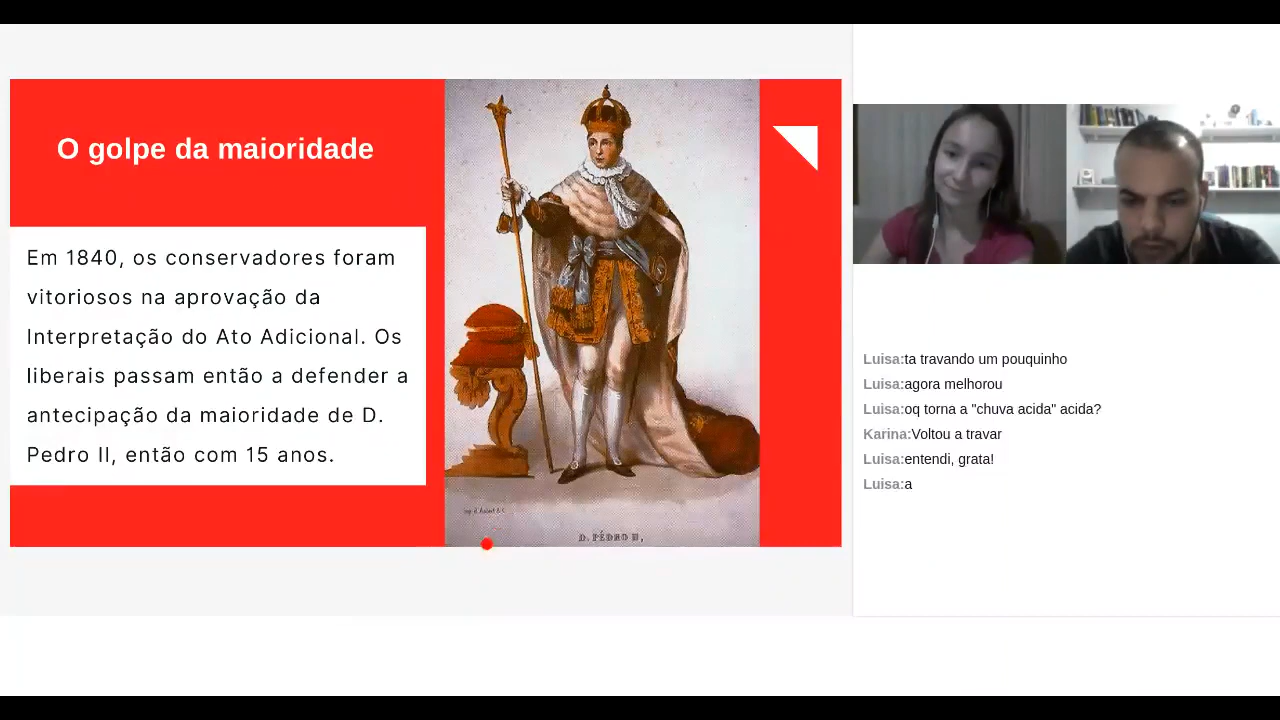 O golpe da maioridade
Em 1840, os conservadores foram
vitoriosos na aprovação da
Interpretação do Ato Adicional. Os
liberais passam então a defender a
antecipação da maioridade de D.
Pedro II, então com 15 anos.
D. PÉDRO II,
Luisa:ta travando um pouquinho
Luisa:agora melhorou
Luisa:oq torna a "chuva acida" acida?
Karina:Voltou a travar
Luisa:entendi, grata!
Luisa:a